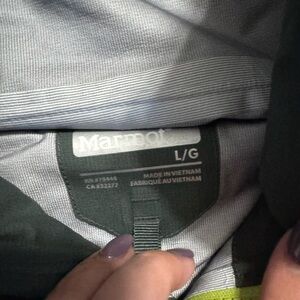 Marmot
L/G
MADE IN VIETNAM
FABRIQUÉ AU VIETNAM